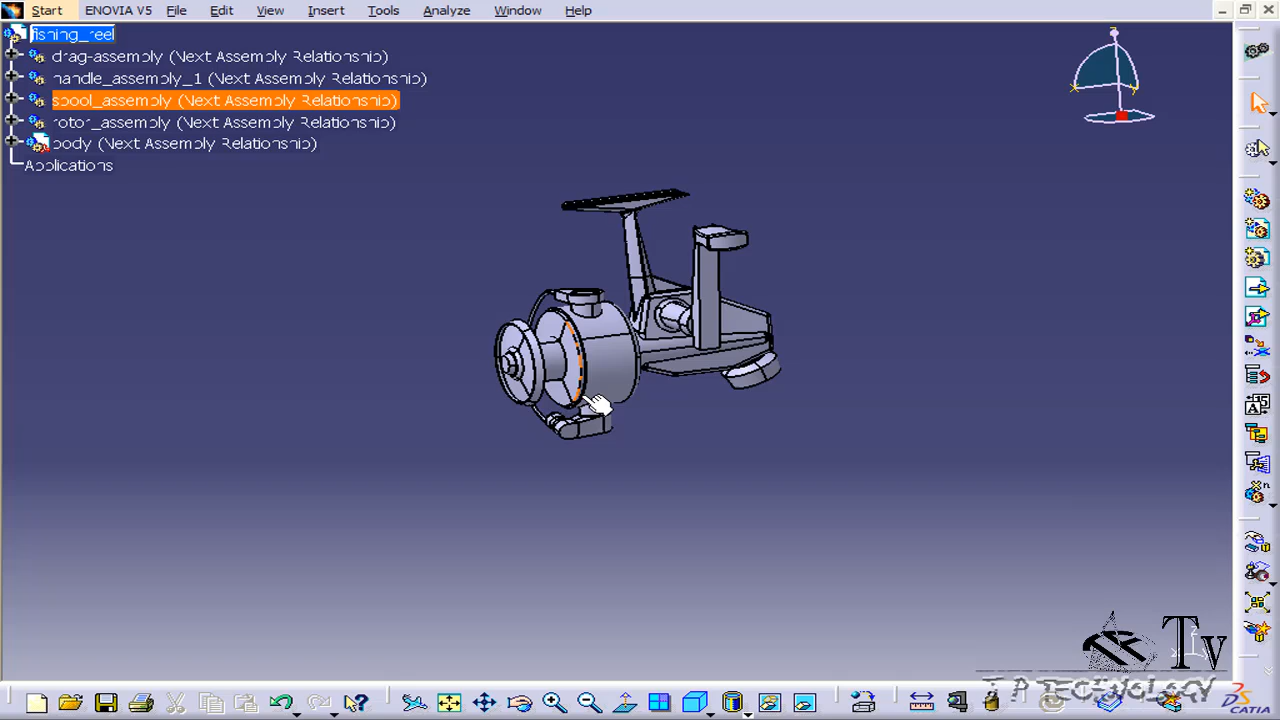 Start ENOVIA V5 File Edit View Insert Tools Analyze Window Help
fishing_reel
drag-assembly (Next Assembly Relationship)
handle_assembly_1 (Next Assembly Relationship)
spool_assembly (Next Assembly Relationship)
rotor_assembly (Next Assembly Relationship)
body (Next Assembly Relationship)
Applications
Tv
CATIA